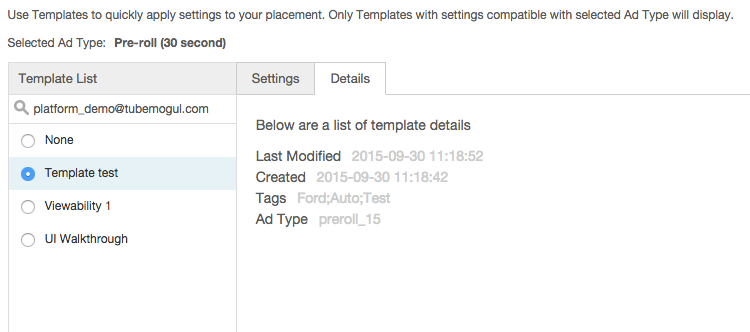 Use Templates to quickly apply settings to your placement. Only Templates with settings compatible with selected Ad Type will display.
Selected Ad Type: Pre-roll (30 second)
Template List
Settings
Details
platform_demo@tubemogul.com
None
Template test
Viewability 1
UI Walkthrough
Below are a list of template details
Last Modified 2015-09-30 11:18:52
Created 2015-09-30 11:18:42
Tags Ford;Auto;Test
Ad Type preroll_15